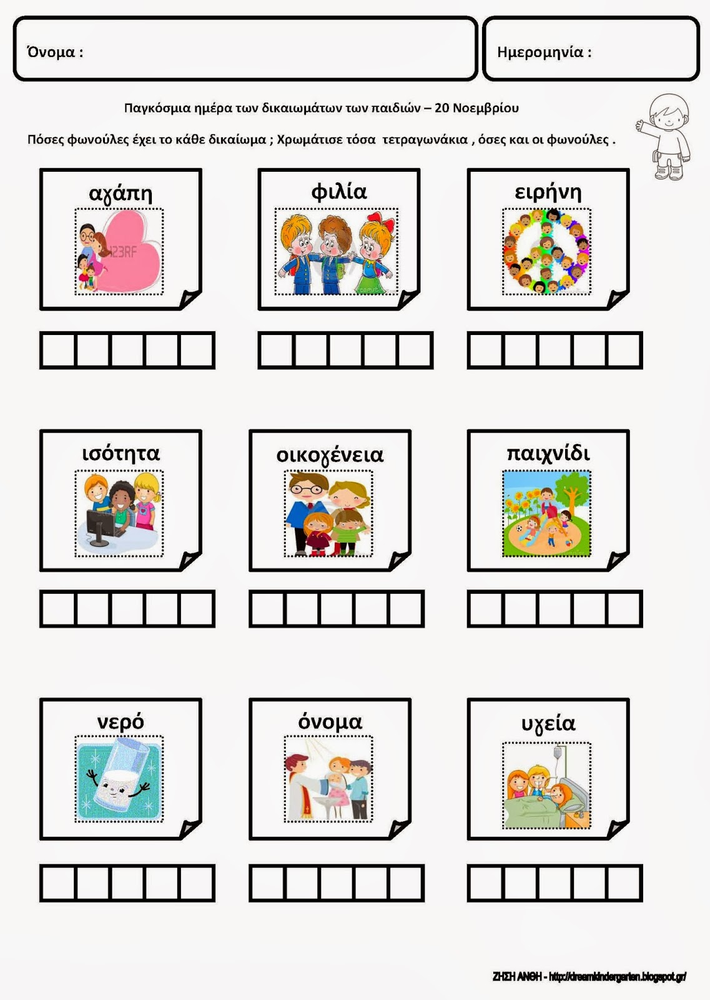 Όνομα :
Ημερομηνία :
Παγκόσμια ημέρα των δικαιωμάτων των παιδιών – 20 Νοεμβρίου
Πόσες φωνούλες έχει το κάθε δικαίωμα ; Χρωμάτισε τόσα τετραγωνάκια , όσες και οι φωνούλες .
αγάπη
φιλία
ειρήνη
123RF
ισότητα
οικογένεια
παιχνίδι
νερό
όνομα
υγεία
ΖΗΣΗ ΑΝΘΗ - http://dreamkindergarten.blogspot.gr/